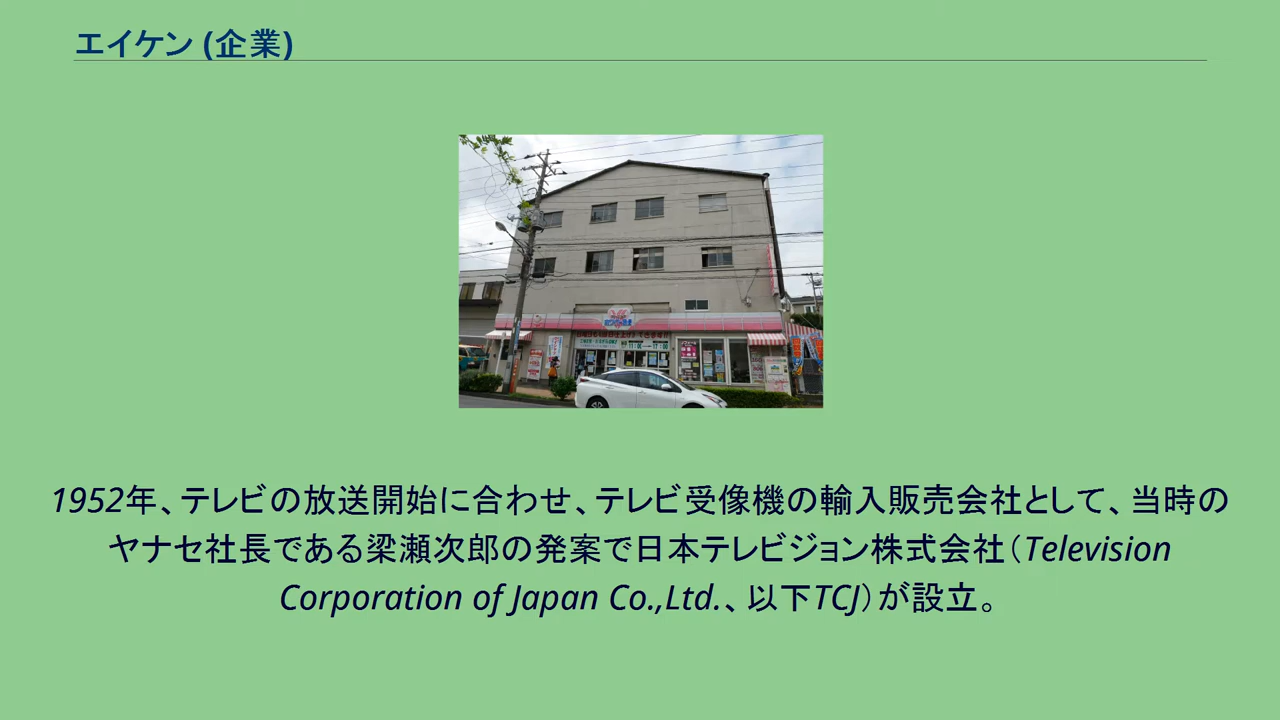 エイケン (企業)
11:00 17:00
1952年、テレビの放送開始に合わせ、テレビ受像機の輸入販売会社として、当時の
ヤナセ社長である梁瀬次郎の発案で日本テレビジョン株式会社（Television
Corporation of Japan Co.,Ltd.、以下TCJ）が設立。